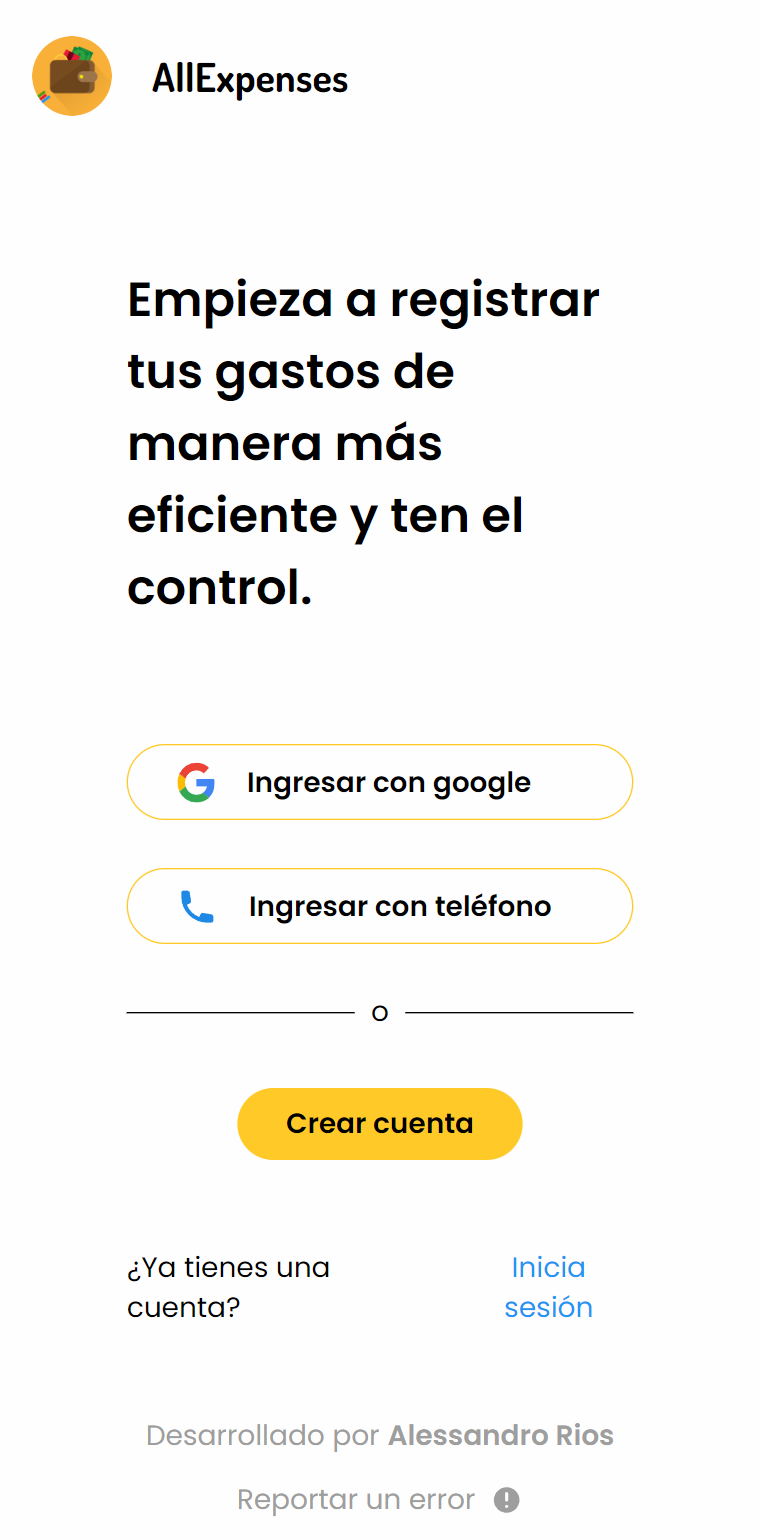 AllExpenses
Empieza a registrar
tus gastos de
manera más
eficiente y ten el
control.
Ingresar con google
Ingresar con teléfono
o
Crear cuenta
¿Ya tienes una
cuenta?
Inicia
sesión
Desarrollado por Alessandro Rios
Reportar un error